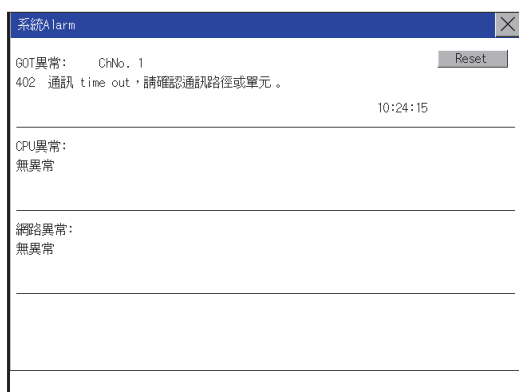 系統Alarm
GOT異常: ChNo. 1
Reset
402 通訊 time out，請確認通訊路徑或單元。
10:24:15
CPU異常:
無異常
網路異常:
無異常